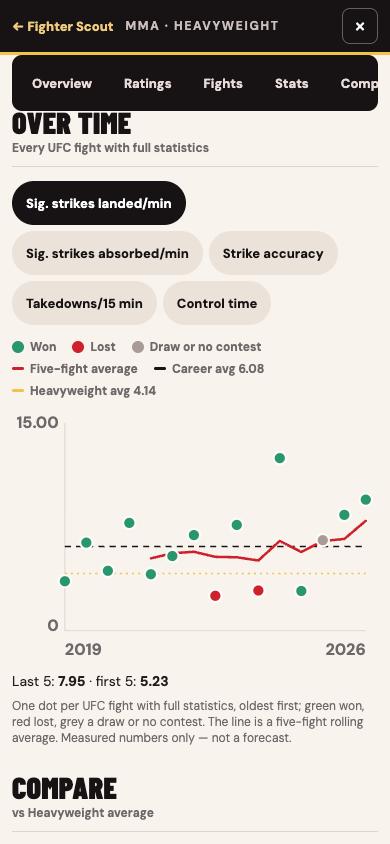 ← Fighter Scout MMA · HEAVYWEIGHT ×
Overview Ratings Fights Stats Comp
OVER TIME
Every UFC fight with full statistics
Sig. strikes landed/min
Sig. strikes absorbed/min Strike accuracy
Takedowns/15 min Control time
Won Lost Draw or no contest
Five-fight average Career avg 6.08
Heavyweight avg 4.14
15.00
0
2019 2026
Last 5: 7.95 · first 5: 5.23
One dot per UFC fight with full statistics, oldest first; green won,
red lost, grey a draw or no contest. The line is a five-fight rolling
average. Measured numbers only — not a forecast.
COMPARE
vs Heavyweight average